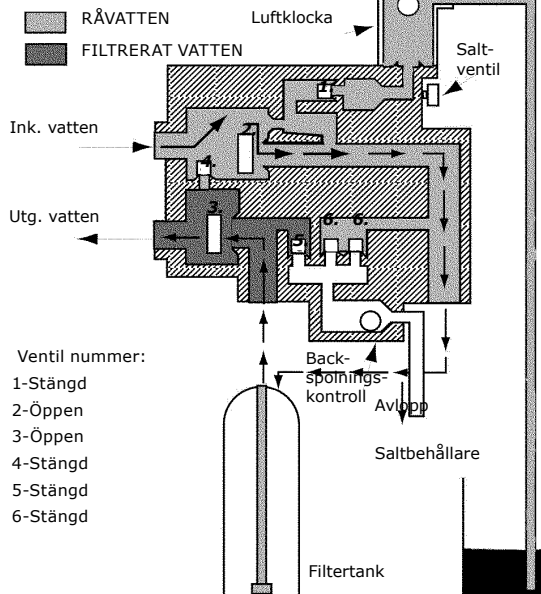 RÅVATTEN
FILTRERAT VATTEN
Luftklocka
Salt-
ventil
Ink. vatten
Utg. vatten
1.
2.
4.
3.
5.
6.
6.
Ventil nummer:
1-Stängd
2-Öppen
3-Öppen
4-Stängd
5-Stängd
6-Stängd
Back-
spolnings-
kontroll
Avlopp
Saltbehållare
Filtertank